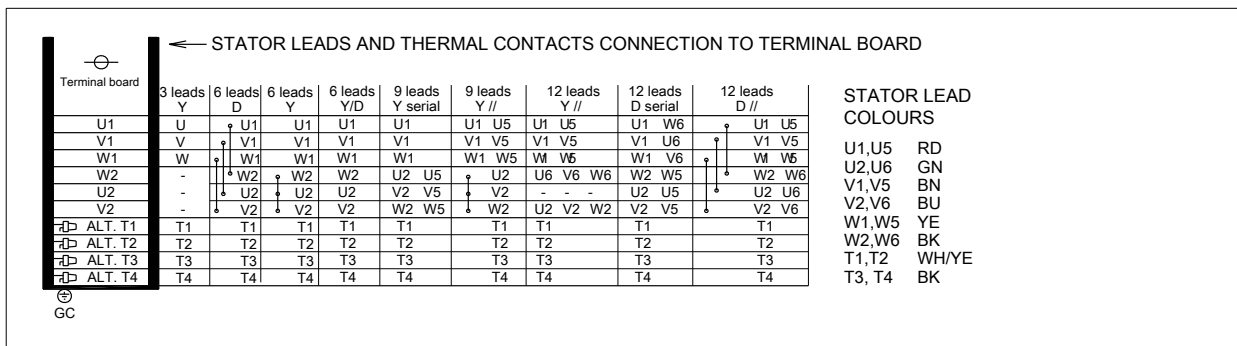 STATOR LEADS AND THERMAL CONTACTS CONNECTION TO TERMINAL BOARD
Terminal board
3 leads 6 leads 6 leads 6 leads 9 leads 9 leads 12 leads 12 leads 12 leads
Y D Y Y/D Y serial Y // Y // D serial D //
U1 U U1 U1 U1 U1 U1 U5 U1 U5 U1 W6 U1 U5
V1 V V1 V1 V1 V1 V1 V5 V1 V5 V1 U6 V1 V5
W1 W W1 W1 W1 W1 W1 W5 W1 W5 W1 V6 W1 W5
W2 - W2 W2 W2 U2 U5 U2 U6 V6 W6 W2 W5 W2 W6
U2 - U2 U2 U2 V2 V5 V2 - - - U2 U5 U2 U6
V2 - V2 V2 V2 W2 W5 W2 U2 V2 W2 V2 V5 V2 V6
ALT. T1 T1 T1 T1 T1 T1 T1 T1 T1 T1
ALT. T2 T2 T2 T2 T2 T2 T2 T2 T2 T2
ALT. T3 T3 T3 T3 T3 T3 T3 T3 T3 T3
ALT. T4 T4 T4 T4 T4 T4 T4 T4 T4 T4
GC
STATOR LEAD
COLOURS
U1,U5 RD
U2,U6 GN
V1,V5 BN
V2,V6 BU
W1,W5 YE
W2,W6 BK
T1,T2 WH/YE
T3, T4 BK